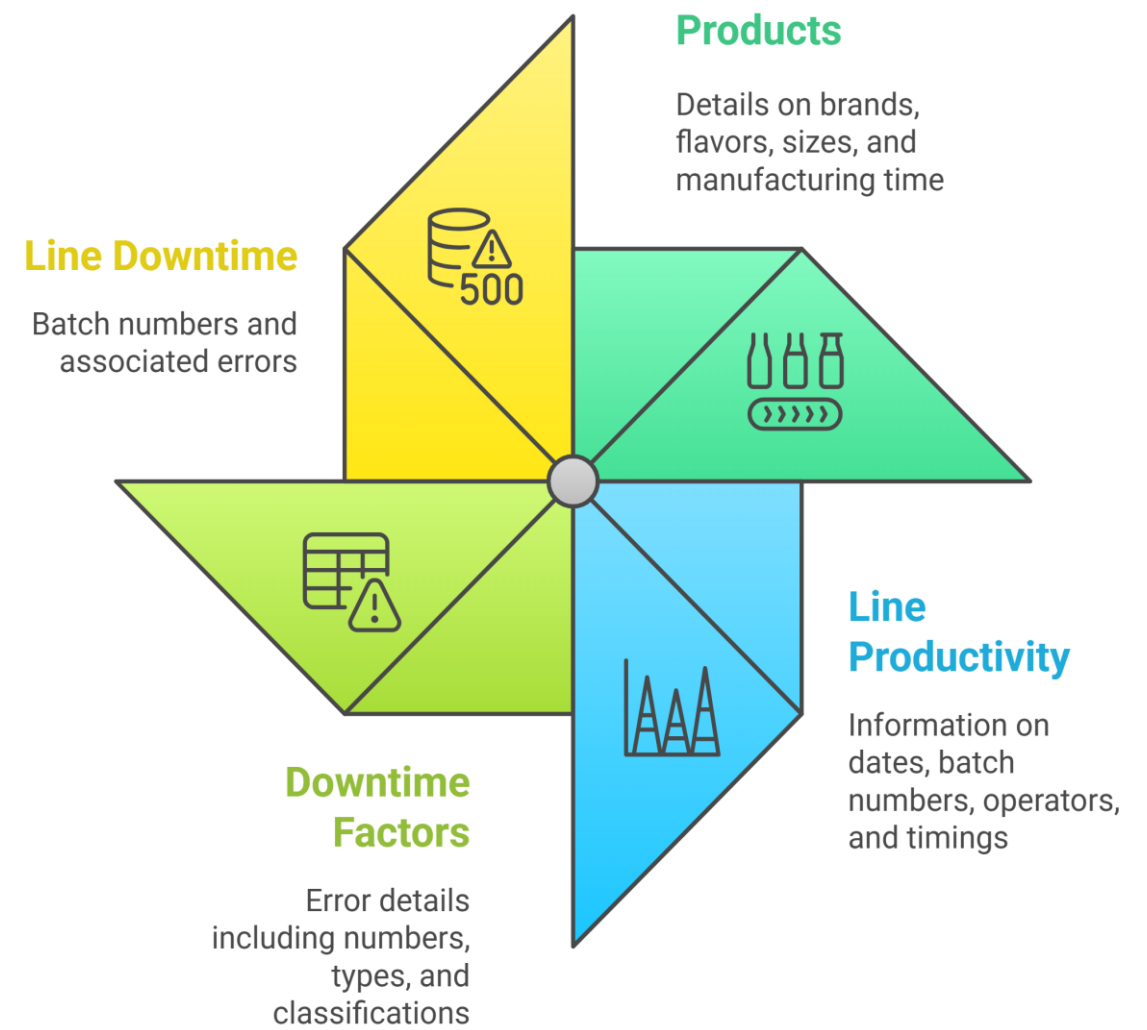 Products
Details on brands,
flavors, sizes, and
manufacturing time
Line Downtime
Batch numbers and
associated errors
500
Line
Productivity
Information on
dates, batch
numbers, operators,
and timings
Downtime
Factors
Error details
including numbers,
types, and
classifications